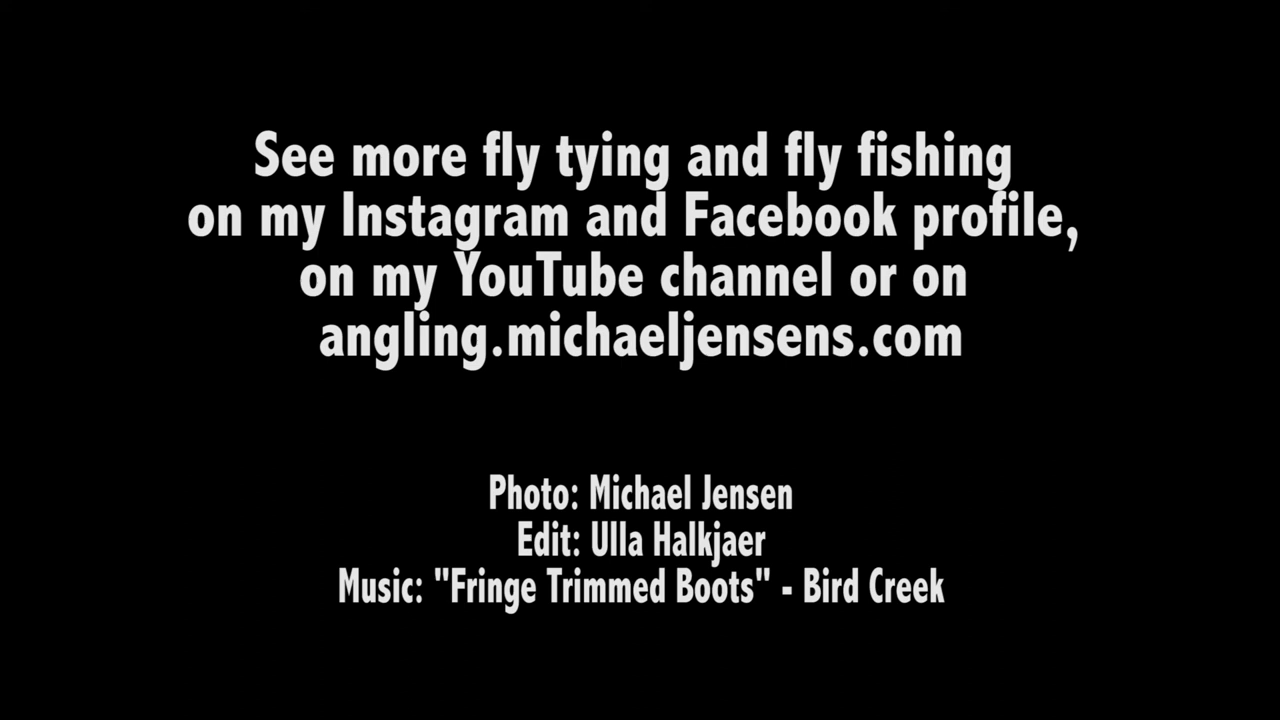 See more fly tying and fly fishing
on my Instagram and Facebook profile,
on my YouTube channel or on
angling.michaeljensens.com
Photo: Michael Jensen
Edit: Ulla Halkjaer
Music: "Fringe Trimmed Boots" - Bird Creek